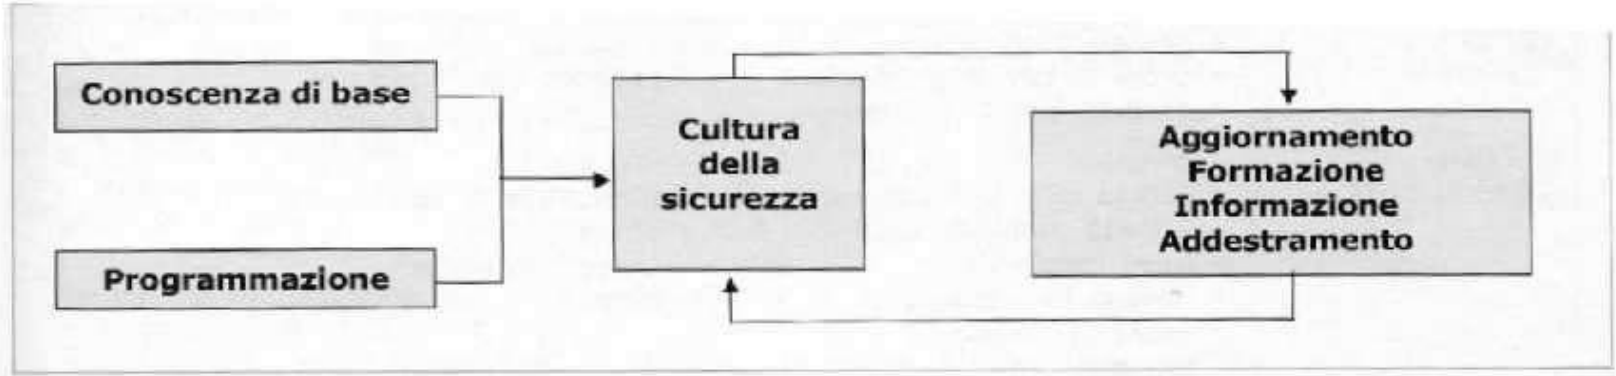 Conoscenza di base
Programmazione
Cultura
della
sicurezza
Aggiornamento
Formazione
Informazione
Addestramento